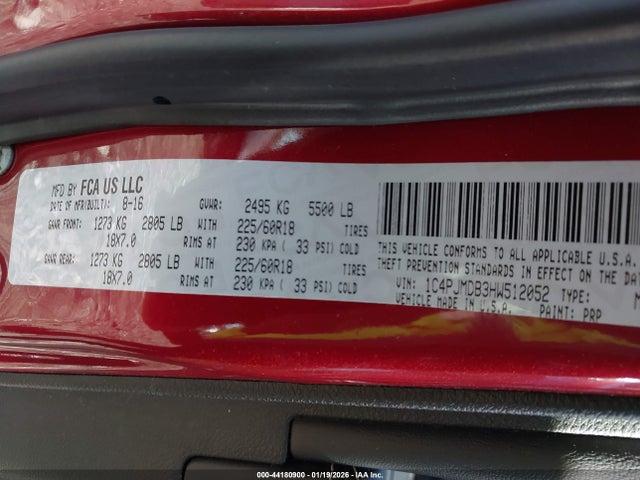 MFD BY FCA US LLC
DATE OF MFR(BUILT): 8-16 GVWR: 2495 KG 5500 LB
GAWR FRONT: 1273 KG 2805 LB WITH 225/60R18 TIRES
18X7.0 RIMS AT 230 KPA ( 33 PSI) COLD
GAWR REAR: 1273 KG 2805 LB WITH 225/60R18 TIRES
18X7.0 RIMS AT 230 KPA ( 33 PSI) COLD
THIS VEHICLE CONFORMS TO ALL APPLICABLE U.S.A.
THEFT PREVENTION STANDARDS IN EFFECT ON THE DA
VIN: 1C4PJMDB3HW512052 TYPE: M
VEHICLE MADE IN U.S.A. PAINT: PRP
000-44180900 - 01/19/2026 - IAAI.com